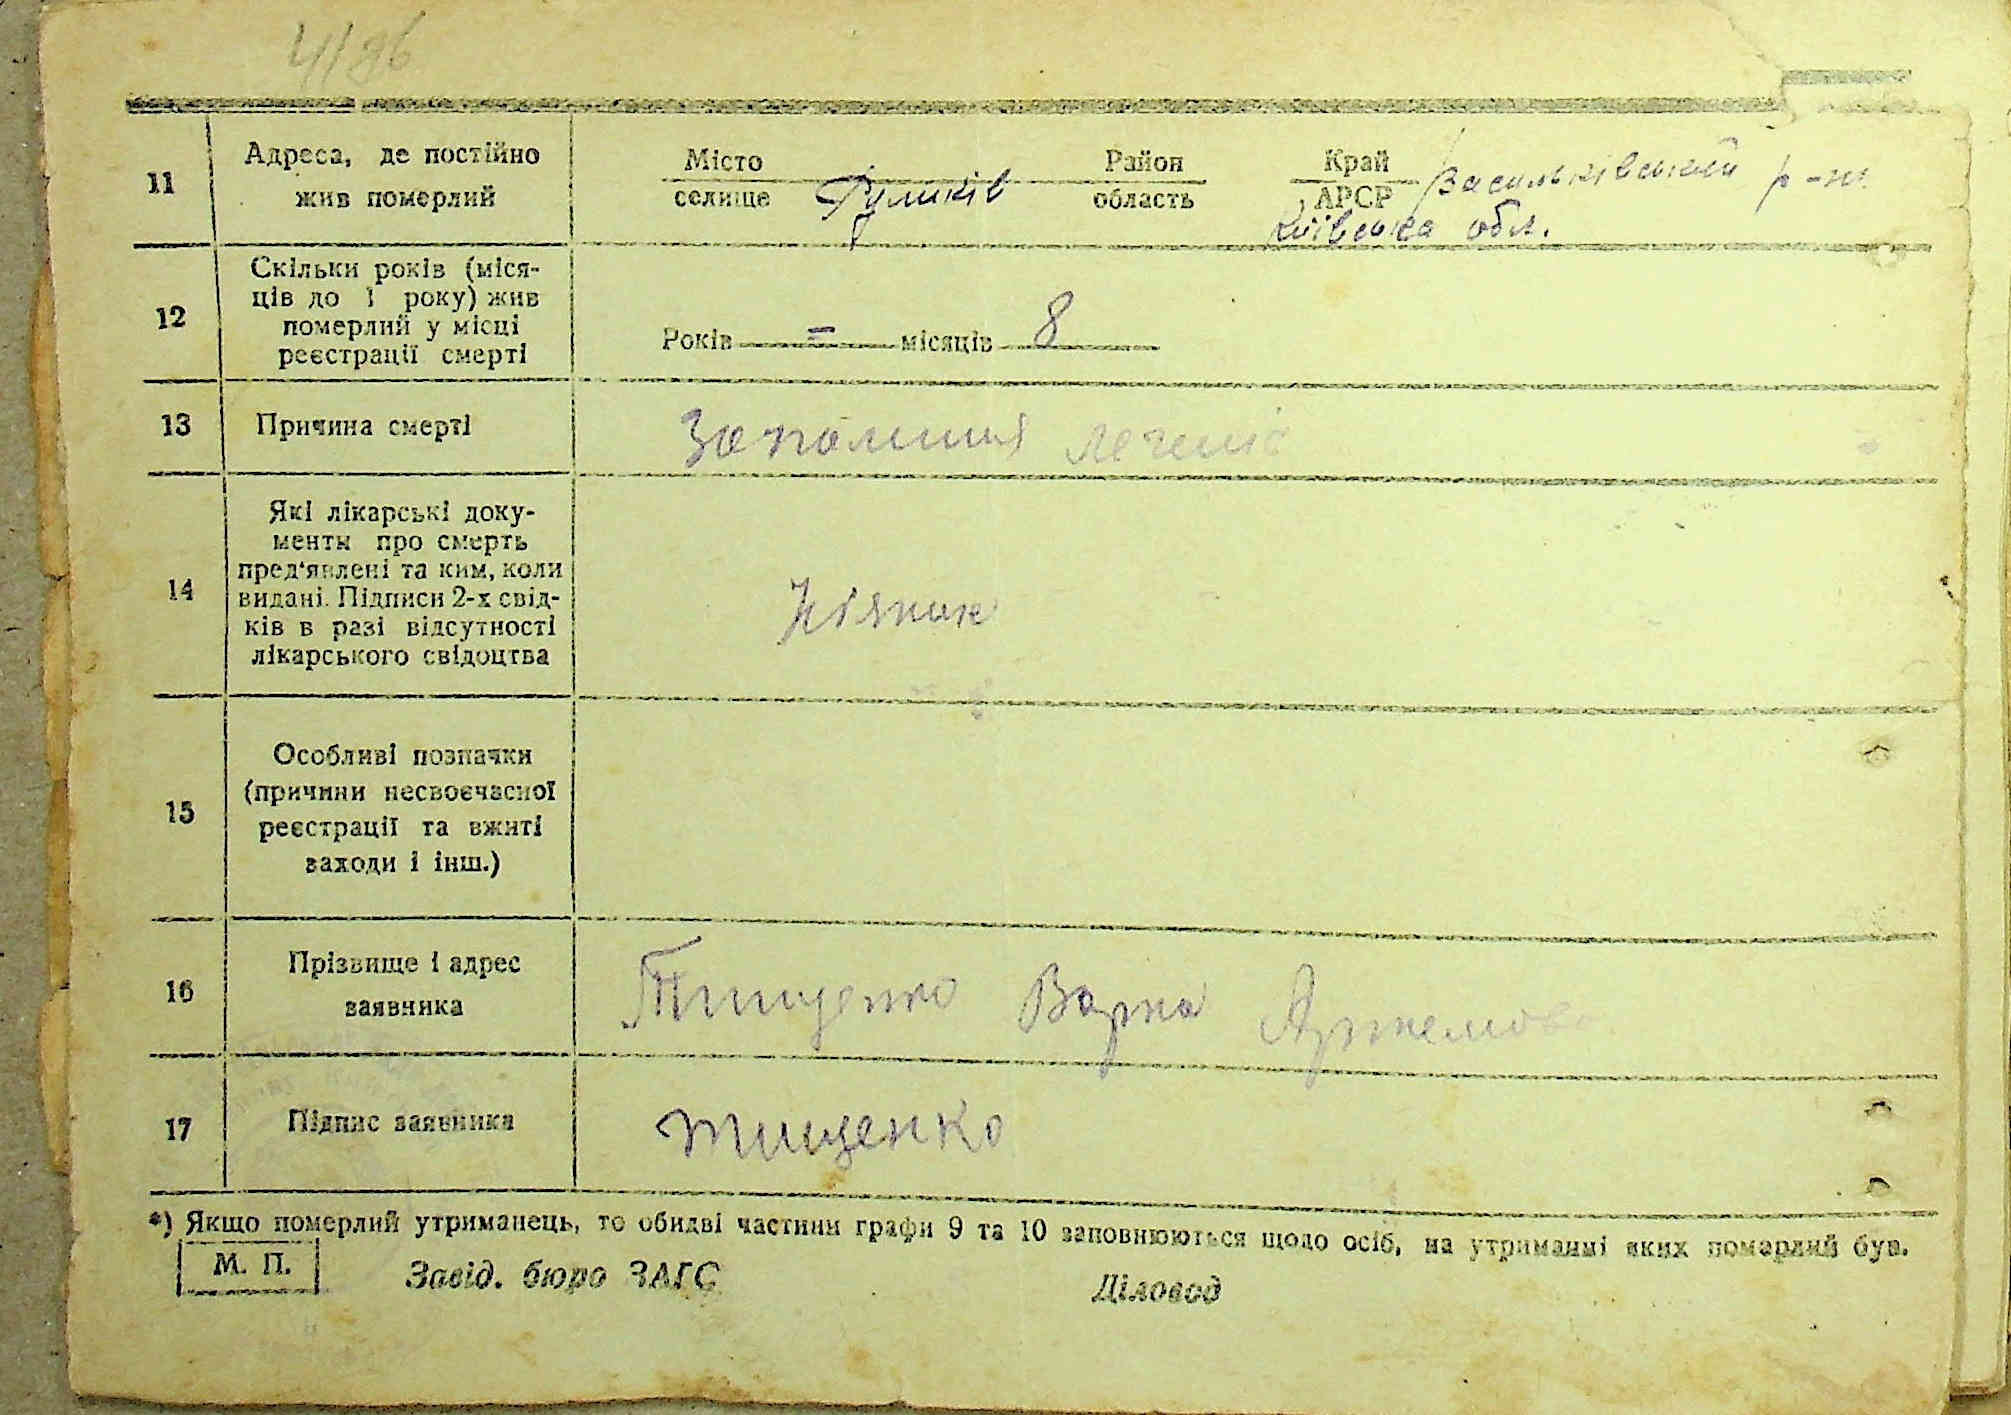 11
Адреса, де постійно
жив померлий
Місто
селище
Район
область
Край
АРСР
Васильківський р-н.
Київська обл.
12
Скільки років (міся-
ців до 1 року) жив
померлий у місці
реєстрації смерті
Років = місяців 8
13
Причина смерті
Запалиння легенів
14
Які лікарські доку-
менти про смерть
пред'явлені та ким, коли
видані. Підписи 2-х свід-
ків в разі відсутності
лікарського свідоцтва
15
Особливі позначки
(причини несвоєчасної
реєстрації та вжиті
заходи і інш.)
16
Прізвище і адрес
заявника
Тищенко Варка Артемова
17
Підпис заявника
Тищенко
*) Якщо померлий утриманець, то обидві частини графи 9 та 10 заповнюються щодо осіб, на утриманні яких померлий був.
М. П.
Завід. бюро ЗАГС
Діловод